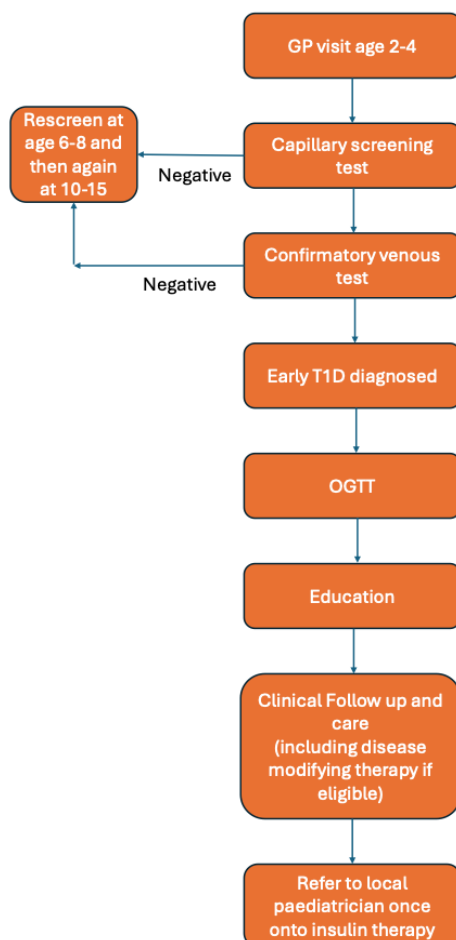 GP visit age 2-4
Rescreen at
age 6-8 and
then again
at 10-15
Negative
Capillary screening
test
Negative
Confirmatory venous
test
Early T1D diagnosed
OGTT
Education
Clinical Follow up and
care
(including disease
modifying therapy if
eligible)
Refer to local
paediatrician once
onto insulin therapy